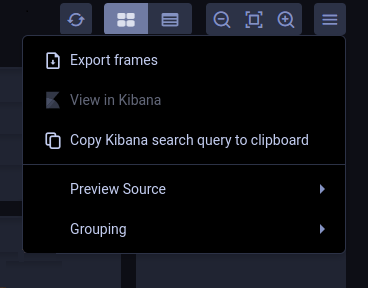 Export frames
View in Kibana
Copy Kibana search query to clipboard
Preview Source
Grouping